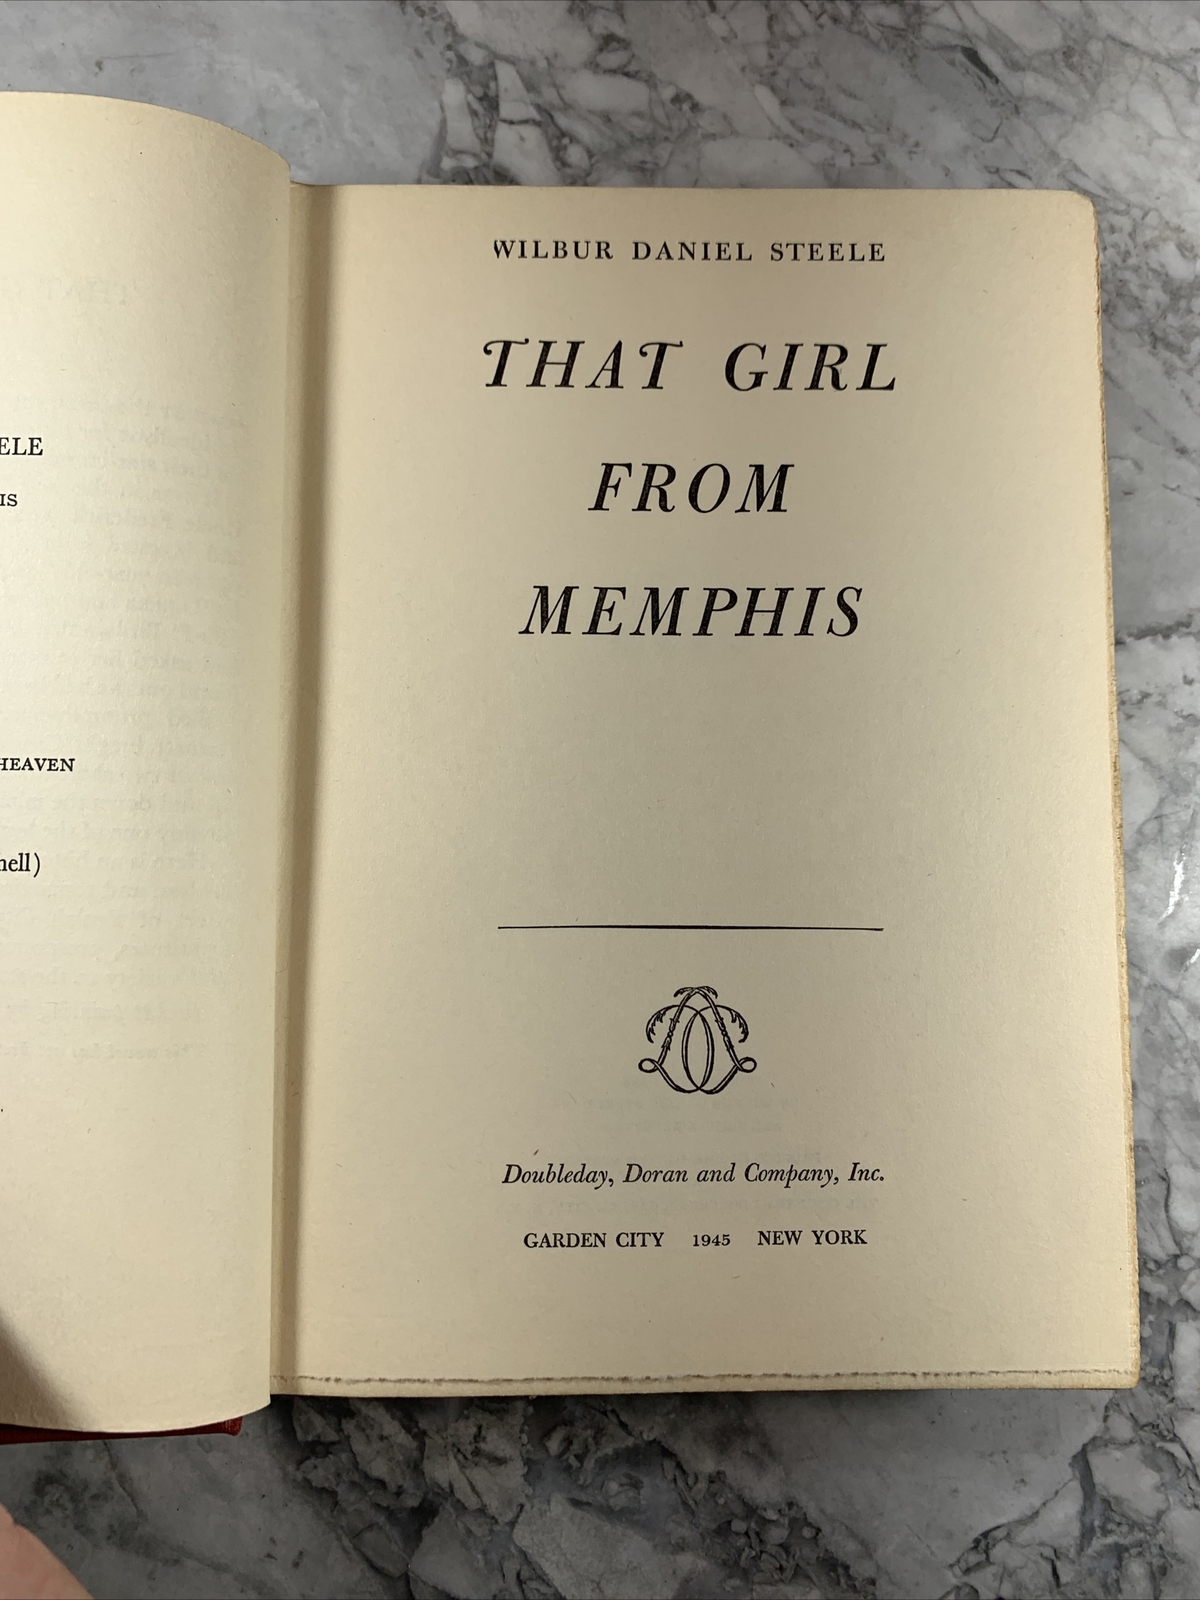 ELE
IS
HEAVEN
hell)
WILBUR DANIEL STEELE
THAT GIRL
FROM
MEMPHIS
Doubleday, Doran and Company, Inc.
GARDEN CITY 1945 NEW YORK